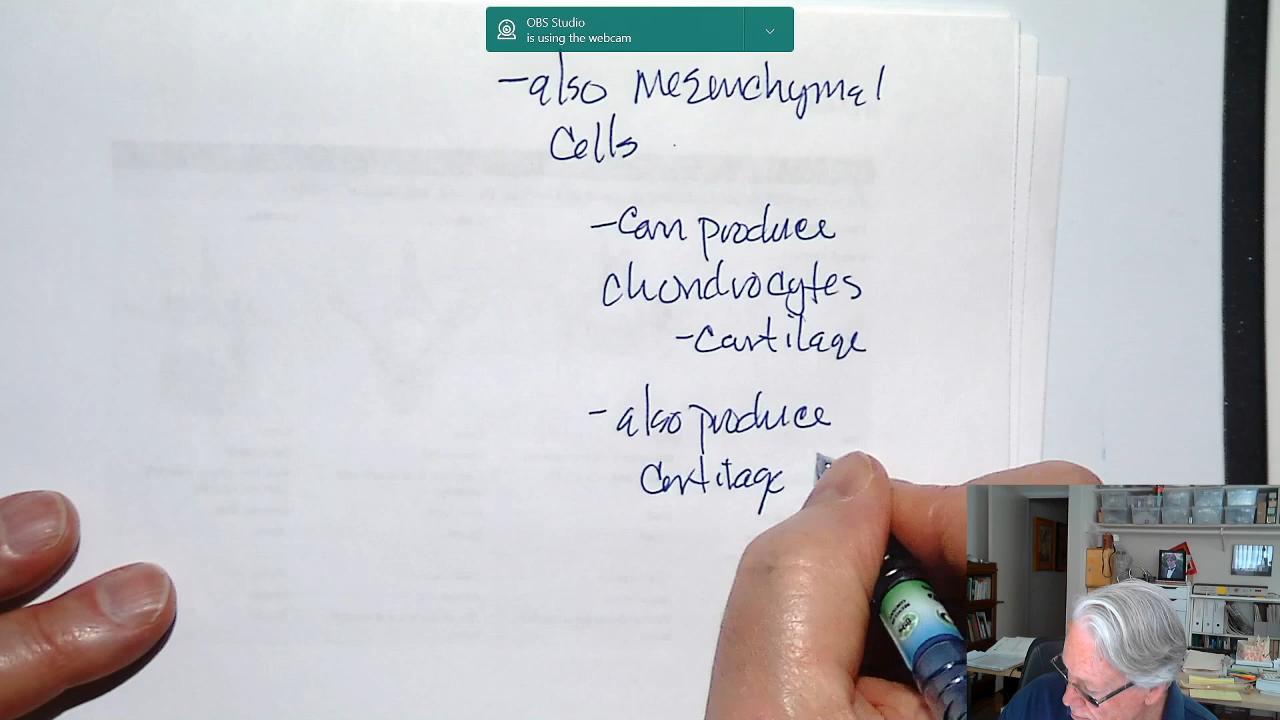 OBS Studio
is using the webcam
-also Mesenchymal
Cells
-Can produce
chondrocytes
-Cartilage
-also produce
Cartilage